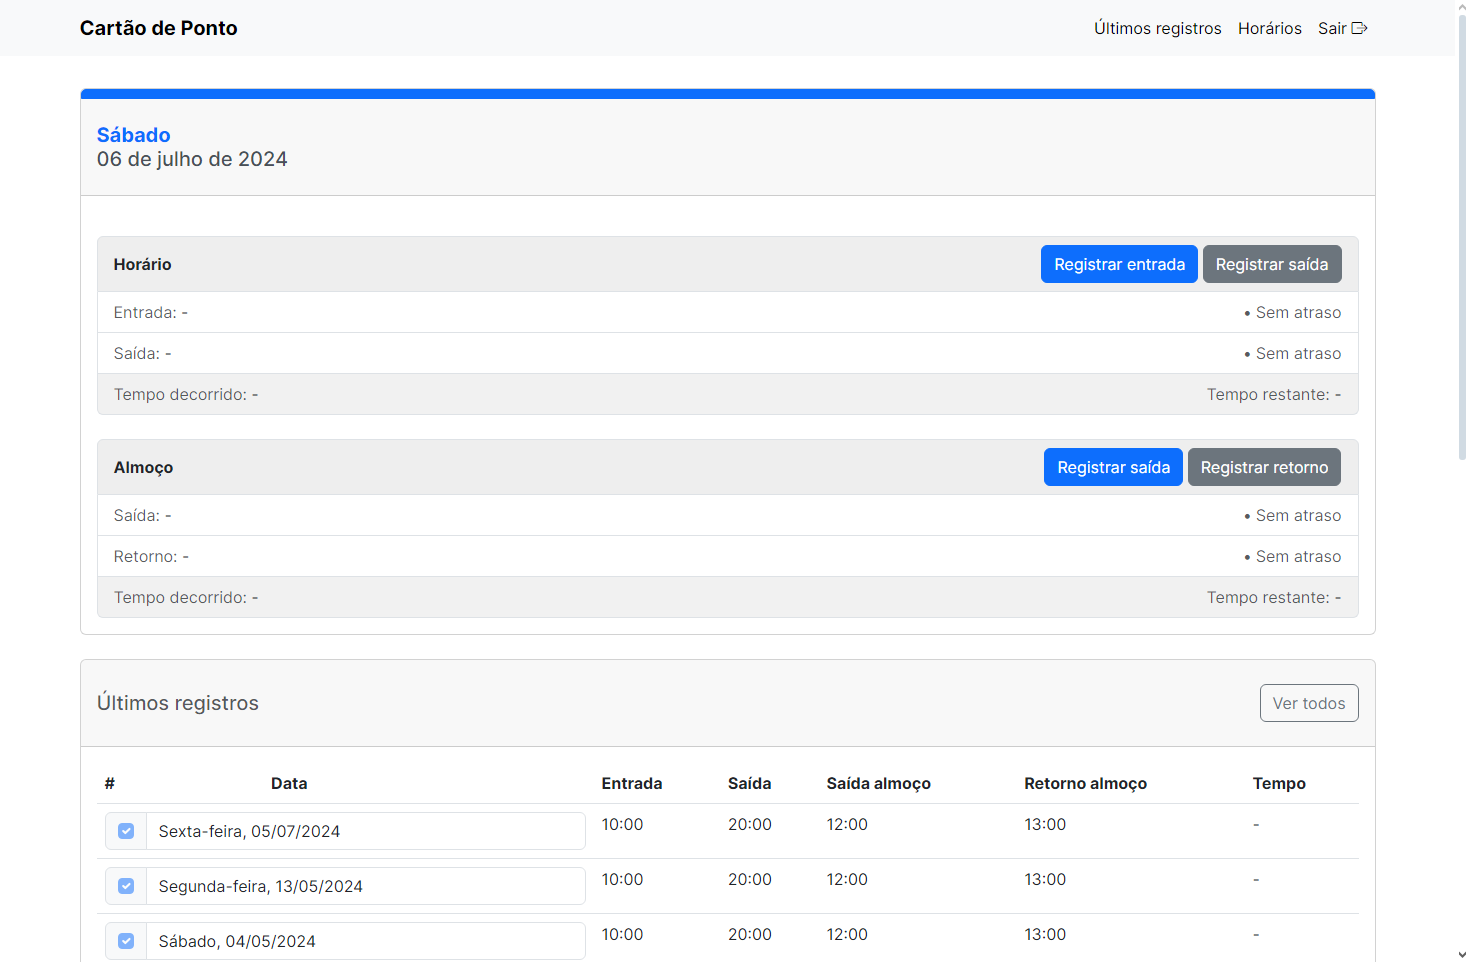 Cartão de Ponto
Últimos registros Horários Sair
Sábado
06 de julho de 2024
Horário Registrar entrada Registrar saída
Entrada: - • Sem atraso
Saída: - • Sem atraso
Tempo decorrido: - Tempo restante: -
Almoço Registrar saída Registrar retorno
Saída: - • Sem atraso
Retorno: - • Sem atraso
Tempo decorrido: - Tempo restante: -
Últimos registros Ver todos
# Data Entrada Saída Saída almoço Retorno almoço Tempo
Sexta-feira, 05/07/2024 10:00 20:00 12:00 13:00 -
Segunda-feira, 13/05/2024 10:00 20:00 12:00 13:00 -
Sábado, 04/05/2024 10:00 20:00 12:00 13:00 -